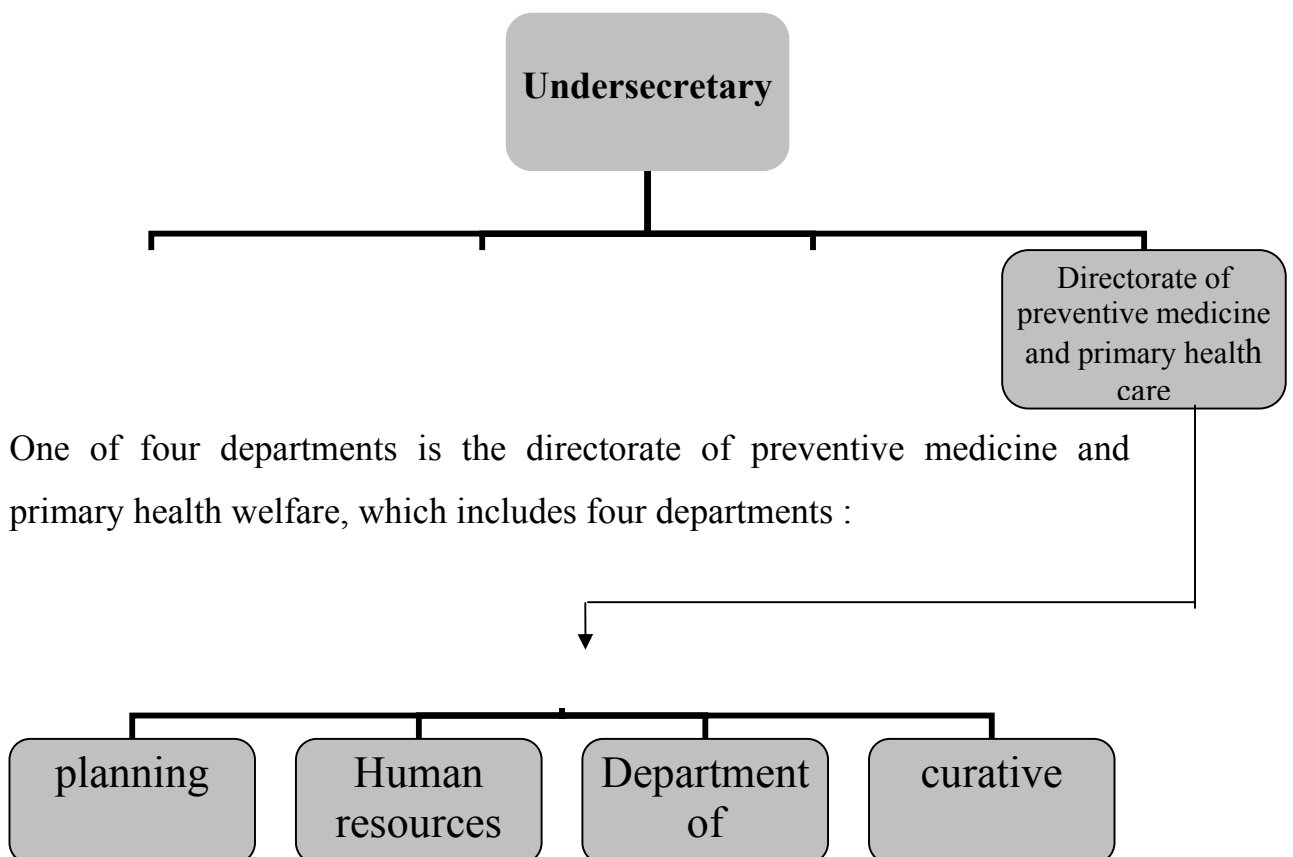 Undersecretary
Directorate of
preventive medicine
and primary health
care
One of four departments is the directorate of preventive medicine and
primary health welfare, which includes four departments :
planning
Human
resources
Department
of
curative